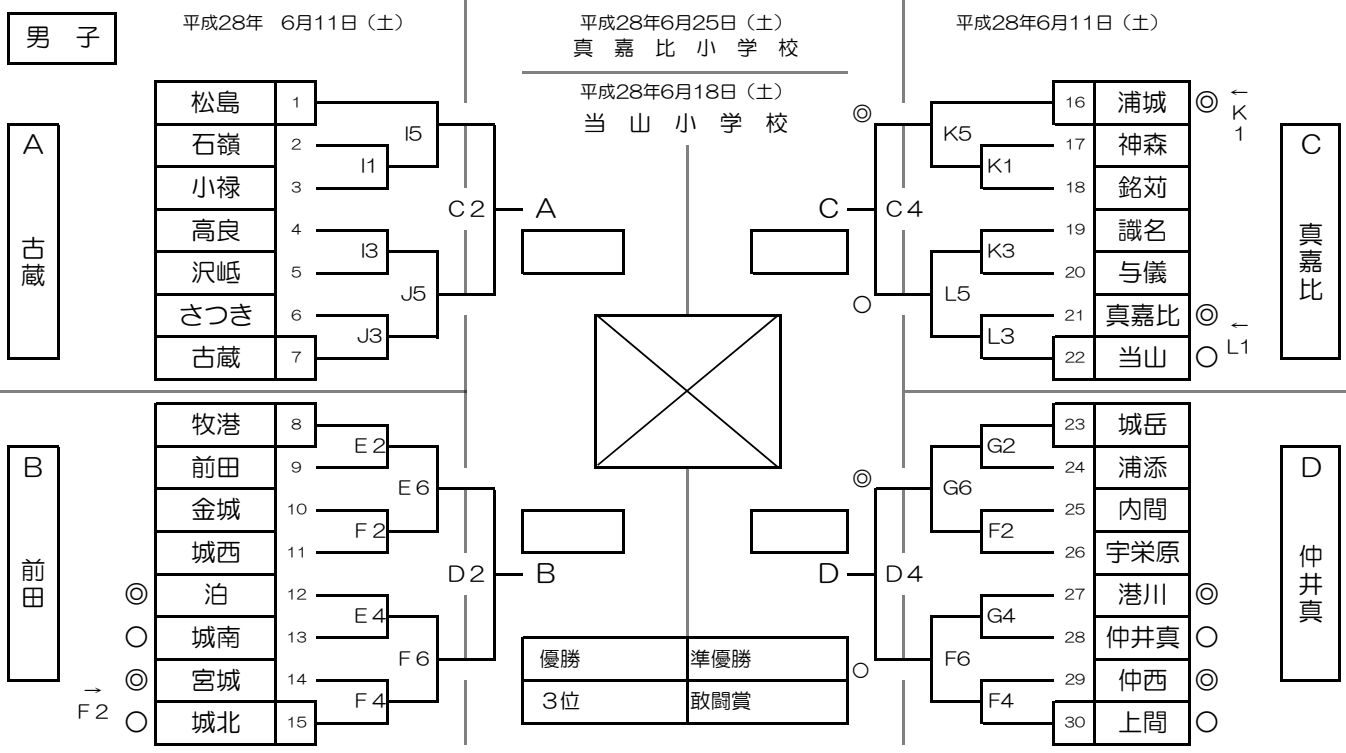 男 子
平成28年 6月11日(土)
平成28年6月25日(土)
真 嘉 比 小 学 校
平成28年6月18日(土)
当 山 小 学 校
平成28年6月11日(土)
A
古蔵
松島 1
石嶺 2
小禄 3
高良 4
沢岻 5
さつき 6
古蔵 7
I5
I1
I3
J5
J3
C2
A
B
前田
牧港 8
前田 9
金城 10
城西 11
◎ 泊 12
○ 城南 13
◎ 宮城 14
○ 城北 15
→
F2
E2
E6
F2
E4
F6
F4
D2
B
優勝 準優勝
3位 敢闘賞
C
真嘉比
16 浦城 ◎
17 神森
18 銘苅
19 識名
20 与儀
21 真嘉比 ◎
22 当山 ○
←
K
1
←
L1
K5
K1
K3
L5
L3
◎
C C4
○
D
仲井真
23 城岳
24 浦添
25 内間
26 宇栄原
27 港川 ◎
28 仲井真 ○
29 仲西 ◎
30 上間 ○
G2
G6
F2
G4
F6
F4
◎
D D4
○